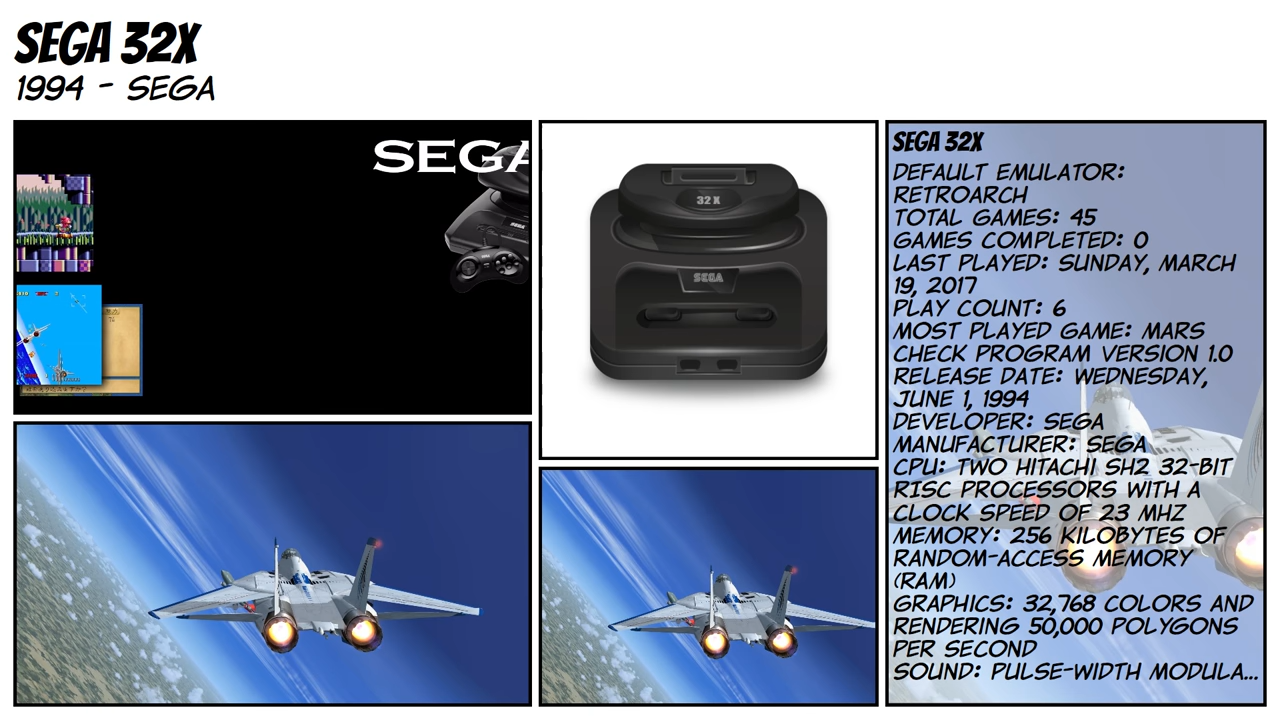 SEGA 32X
1994 - SEGA
SEGA
32X
SEGA
SEGA 32X
DEFAULT EMULATOR:
RETROARCH
TOTAL GAMES: 45
GAMES COMPLETED: 0
LAST PLAYED: SUNDAY, MARCH
19, 2017
PLAY COUNT: 6
MOST PLAYED GAME: MARS
CHECK PROGRAM VERSION 1.0
RELEASE DATE: WEDNESDAY,
JUNE 1, 1994
DEVELOPER: SEGA
MANUFACTURER: SEGA
CPU: TWO HITACHI SH2 32-BIT
RISC PROCESSORS WITH A
CLOCK SPEED OF 23 MHZ
MEMORY: 256 KILOBYTES OF
RANDOM-ACCESS MEMORY
(RAM)
GRAPHICS: 32,768 COLORS AND
RENDERING 50,000 POLYGONS
PER SECOND
SOUND: PULSE-WIDTH MODULA...